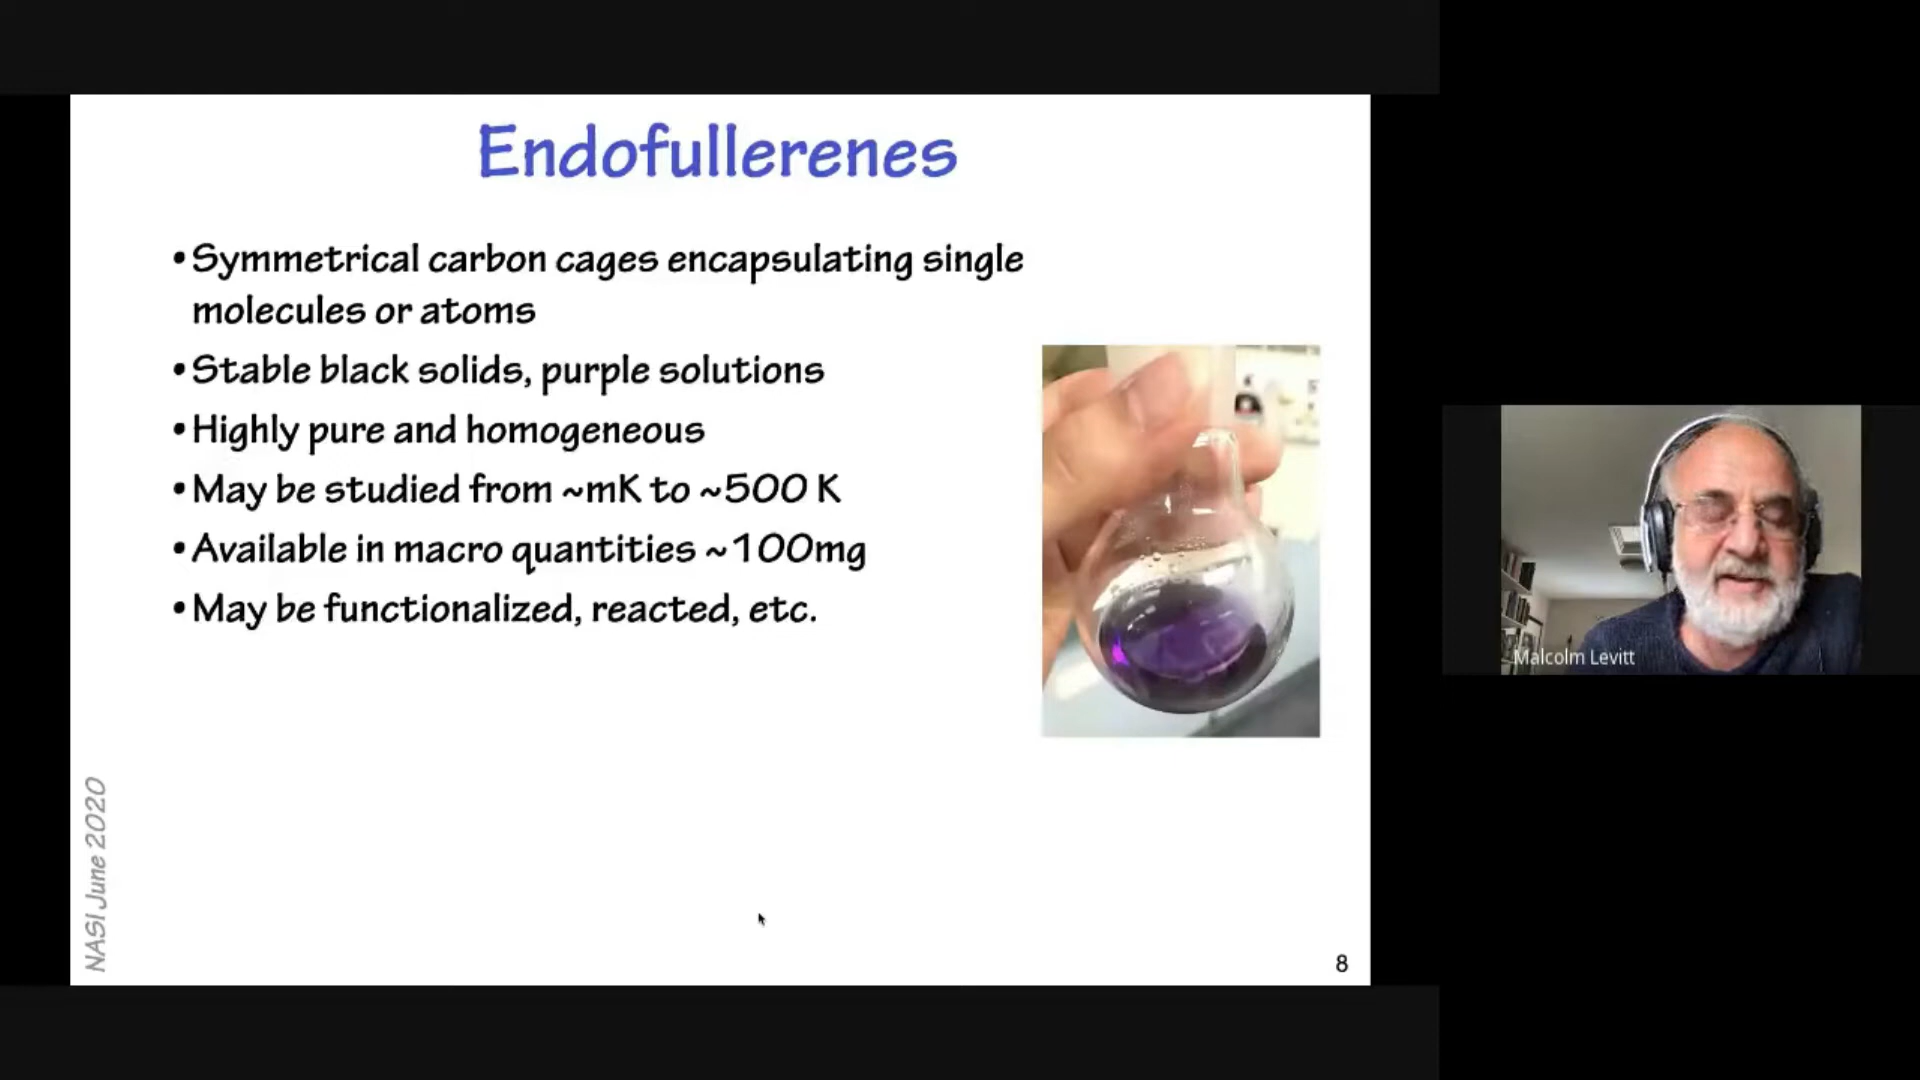 Endofullerenes
•Symmetrical carbon cages encapsulating single
molecules or atoms
•Stable black solids, purple solutions
•Highly pure and homogeneous
•May be studied from ~mK to ~500 K
•Available in macro quantities ~100mg
•May be functionalized, reacted, etc.
NASI June 2020
8
Malcolm Levitt